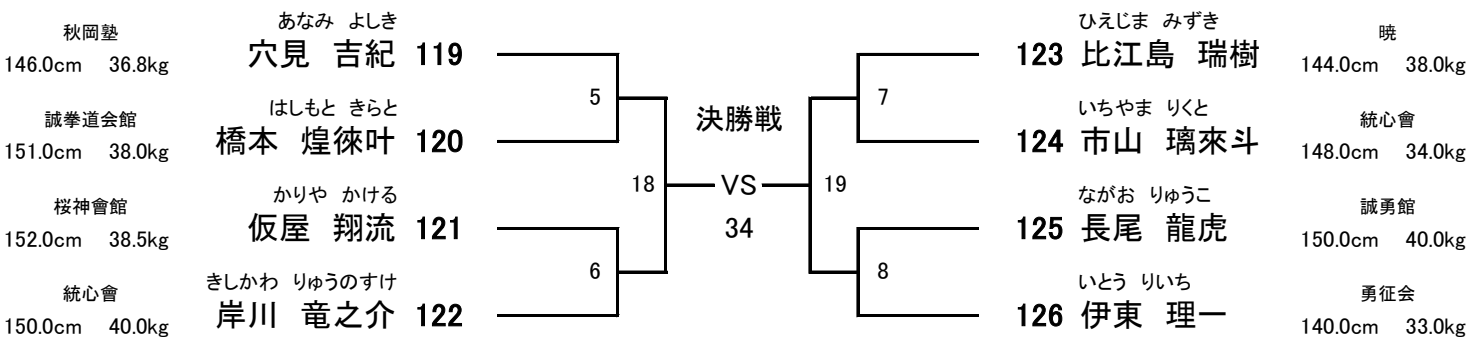 あなみ よしき
秋岡塾
穴見 吉紀 119
146.0cm 36.8kg
はしもと きらと
誠拳道会館
橋本 煌徠叶 120
151.0cm 38.0kg
かりや かける
桜神會館
仮屋 翔流 121
152.0cm 38.5kg
きしかわ りゅうのすけ
統心會
岸川 竜之介 122
150.0cm 40.0kg
5
6
18
決勝戦
VS
34
19
7
8
ひえじま みずき
暁
123 比江島 瑞樹
144.0cm 38.0kg
いちやま りくと
統心會
124 市山 璃來斗
148.0cm 34.0kg
ながお りゅうこ
誠勇館
125 長尾 龍虎
150.0cm 40.0kg
いとう りいち
勇征会
126 伊東 理一
140.0cm 33.0kg